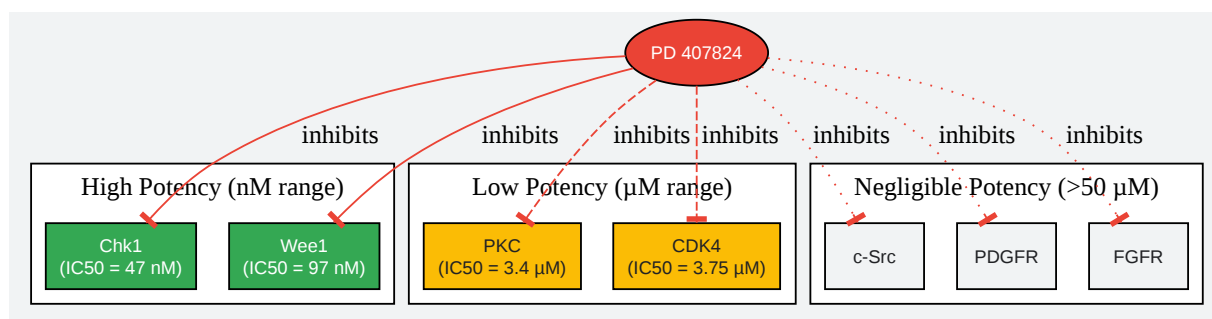 PD 407824
inhibits
inhibits
inhibits
inhibits
inhibits
inhibits
inhibits
High Potency (nM range)
Low Potency (µM range)
Negligible Potency (>50 µM)
Chk1
(IC50 = 47 nM)
Wee1
(IC50 = 97 nM)
PKC
(IC50 = 3.4 µM)
CDK4
(IC50 = 3.75 µM)
c-Src
PDGFR
FGFR